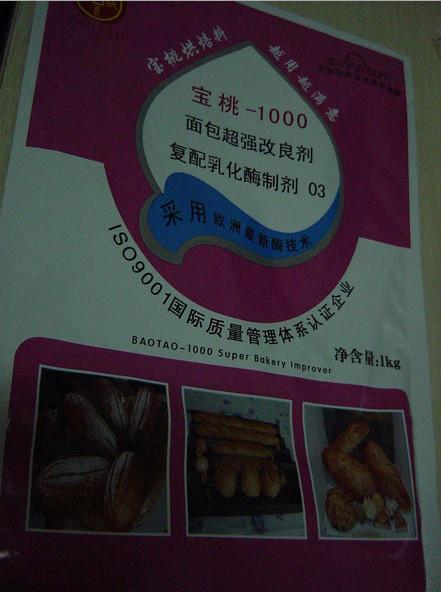 宝桃烘焙料 越用越满意
宝桃-1000
面包超强改良剂
复配乳化酶制剂 03
采用欧洲最新酶技术
ISO9001国际质量管理体系认证企业
BAOTAO-1000 Super Bakery Improver
净含量:1kg